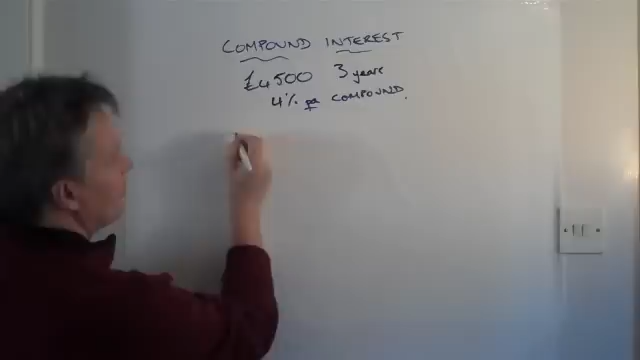 COMPOUND INTEREST
£4500 3 years
4% pa COMPOUND.